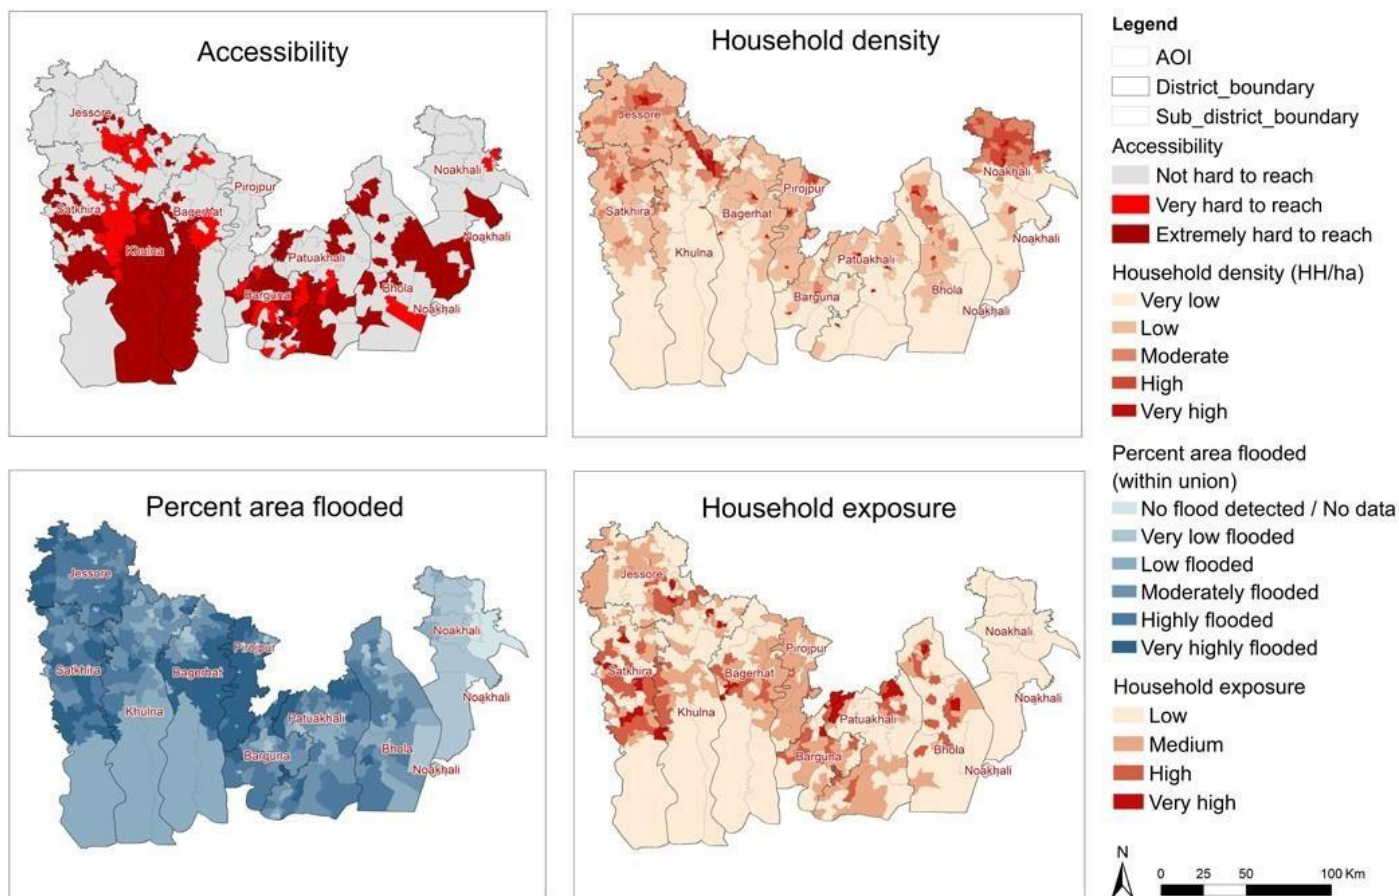 Accessibility
Jessore
Satkhira
Khulna
Bagerhat
Pirojpur
Barguna
Patuakhali
Bhola
Noakhali
Noakhali
Noakhali
Household density
Jessore
Satkhira
Khulna
Bagerhat
Pirojpur
Barguna
Patuakhali
Bhola
Noakhali
Noakhali
Noakhali
Percent area flooded
Jessore
Satkhira
Khulna
Bagerhat
Pirojpur
Barguna
Patuakhali
Bhola
Noakhali
Noakhali
Noakhali
Household exposure
Jessore
Satkhira
Khulna
Bagerhat
Pirojpur
Barguna
Patuakhali
Bhola
Noakhali
Noakhali
Noakhali
Legend
AOI
District_boundary
Sub_district_boundary
Accessibility
Not hard to reach
Very hard to reach
Extremely hard to reach
Household density (HH/ha)
Very low
Low
Moderate
High
Very high
Percent area flooded
(within union)
No flood detected / No data
Very low flooded
Low flooded
Moderately flooded
Highly flooded
Very highly flooded
Household exposure
Low
Medium
High
Very high
N
0 25 50 100 Km